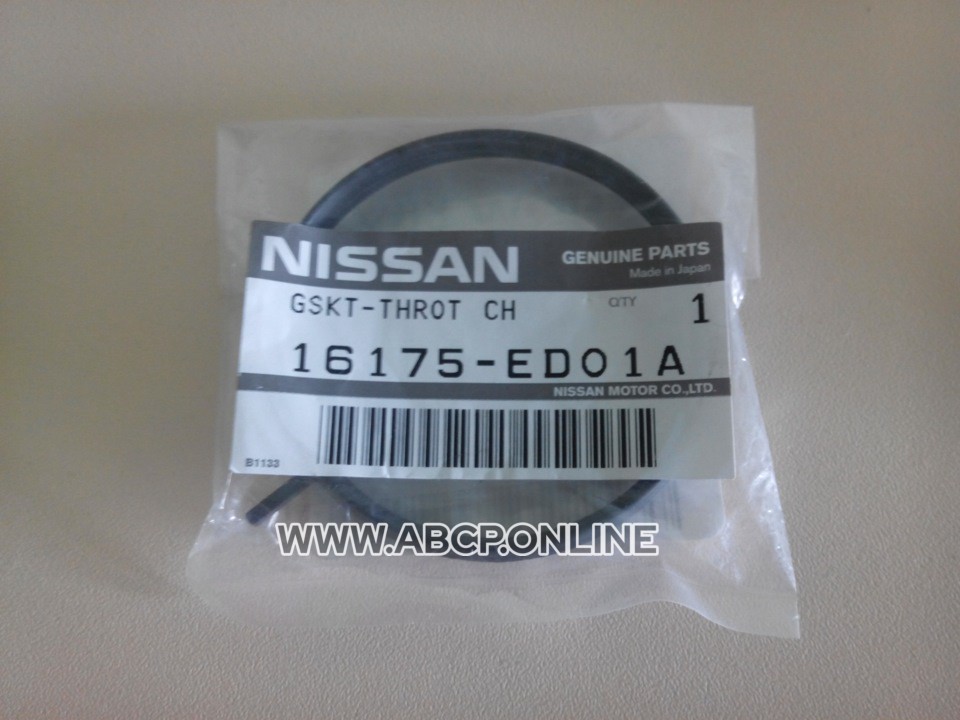 NISSAN
GENUINE PARTS
Made in Japan
GSKT-THROT CH
Q'TY 1
16175-ED01A
NISSAN MOTOR CO.,LTD.
B1133
WWW.ABCP.ONLINE